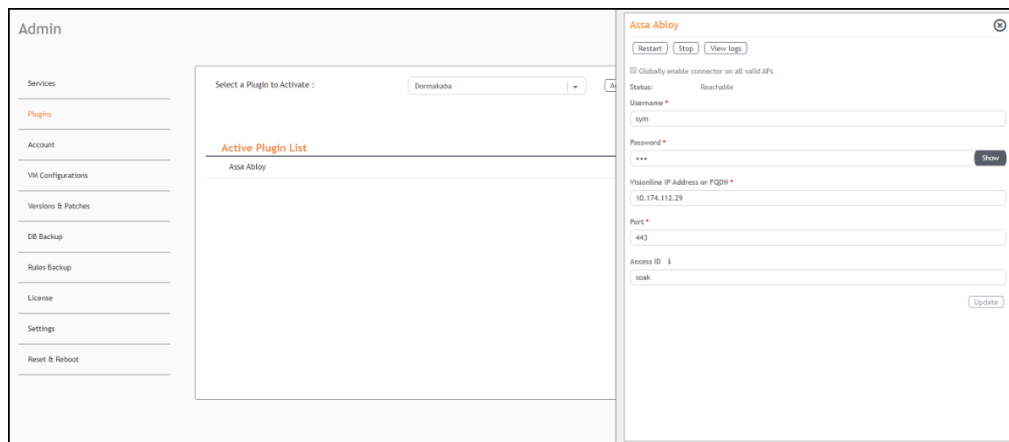 Admin
Services
Plugins
Account
VM Configurations
Versions & Patches
DB Backup
Rules Backup
License
Settings
Reset & Reboot
Select a Plugin to Activate :
Dormakaba
Active Plugin List
Assa Abloy
Assa Abloy
Restart Stop View logs
Globally enable connector on all valid APs
Status: Reachable
Username *
sym
Password *
••• Show
Visionline IP Address or FQDN *
10.174.112.29
Port *
443
Access ID i
soak
Update